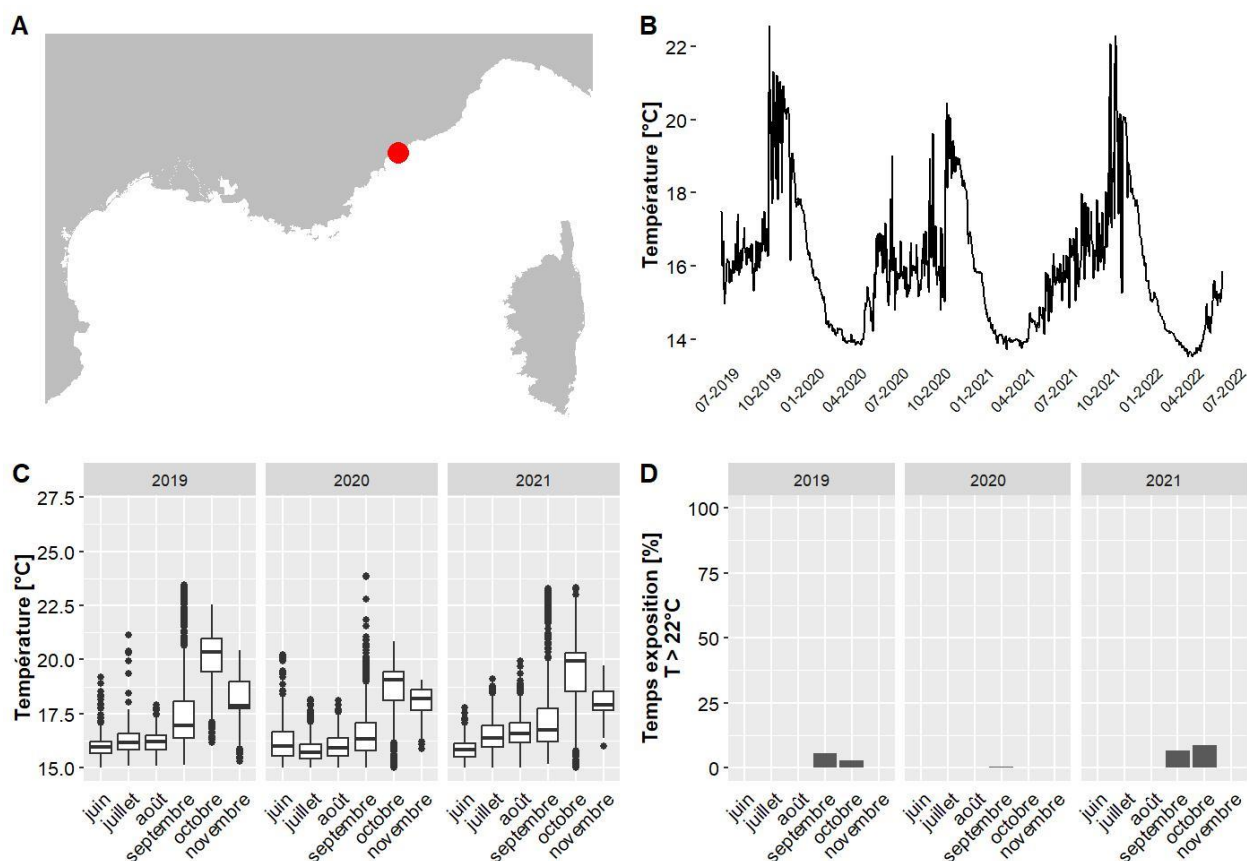 A
B
Température [°C]
22
20
18
16
14
07-2019
10-2019
01-2020
04-2020
07-2020
10-2020
01-2021
04-2021
07-2021
10-2021
01-2022
04-2022
07-2022
C
2019
2020
2021
Température [°C]
27.5
25.0
22.5
20.0
17.5
15.0
juin
juillet
août
septembre
octobre
novembre
juin
juillet
août
septembre
octobre
novembre
juin
juillet
août
septembre
octobre
novembre
D
2019
2020
2021
Temps exposition [%]
T > 22°C
100
75
50
25
0
juin
juillet
août
septembre
octobre
novembre
juin
juillet
août
septembre
octobre
novembre
juin
juillet
août
septembre
octobre
novembre